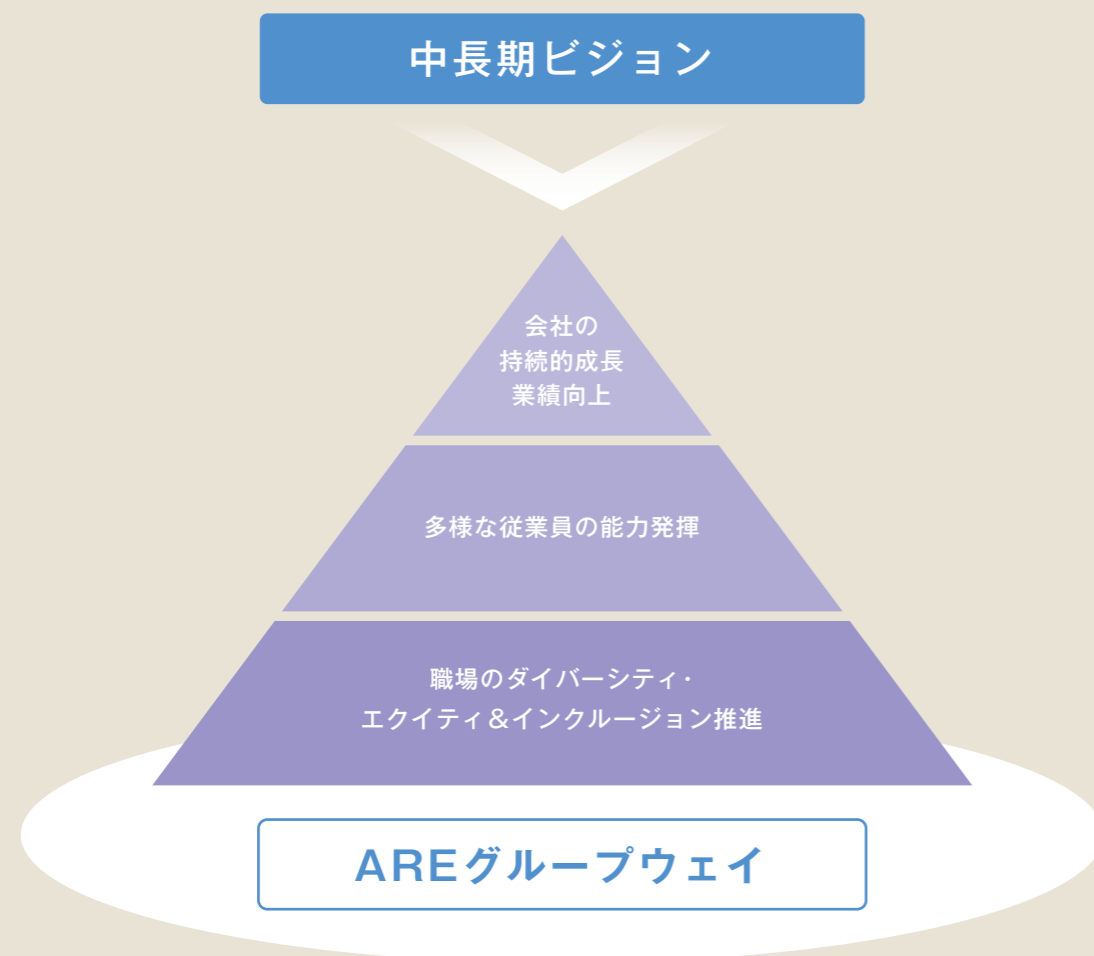 中長期ビジョン
会社の
持続的成長
業績向上
多様な従業員の能力発揮
職場のダイバーシティ・
エクイティ＆インクルージョン推進
AREグループウェイ